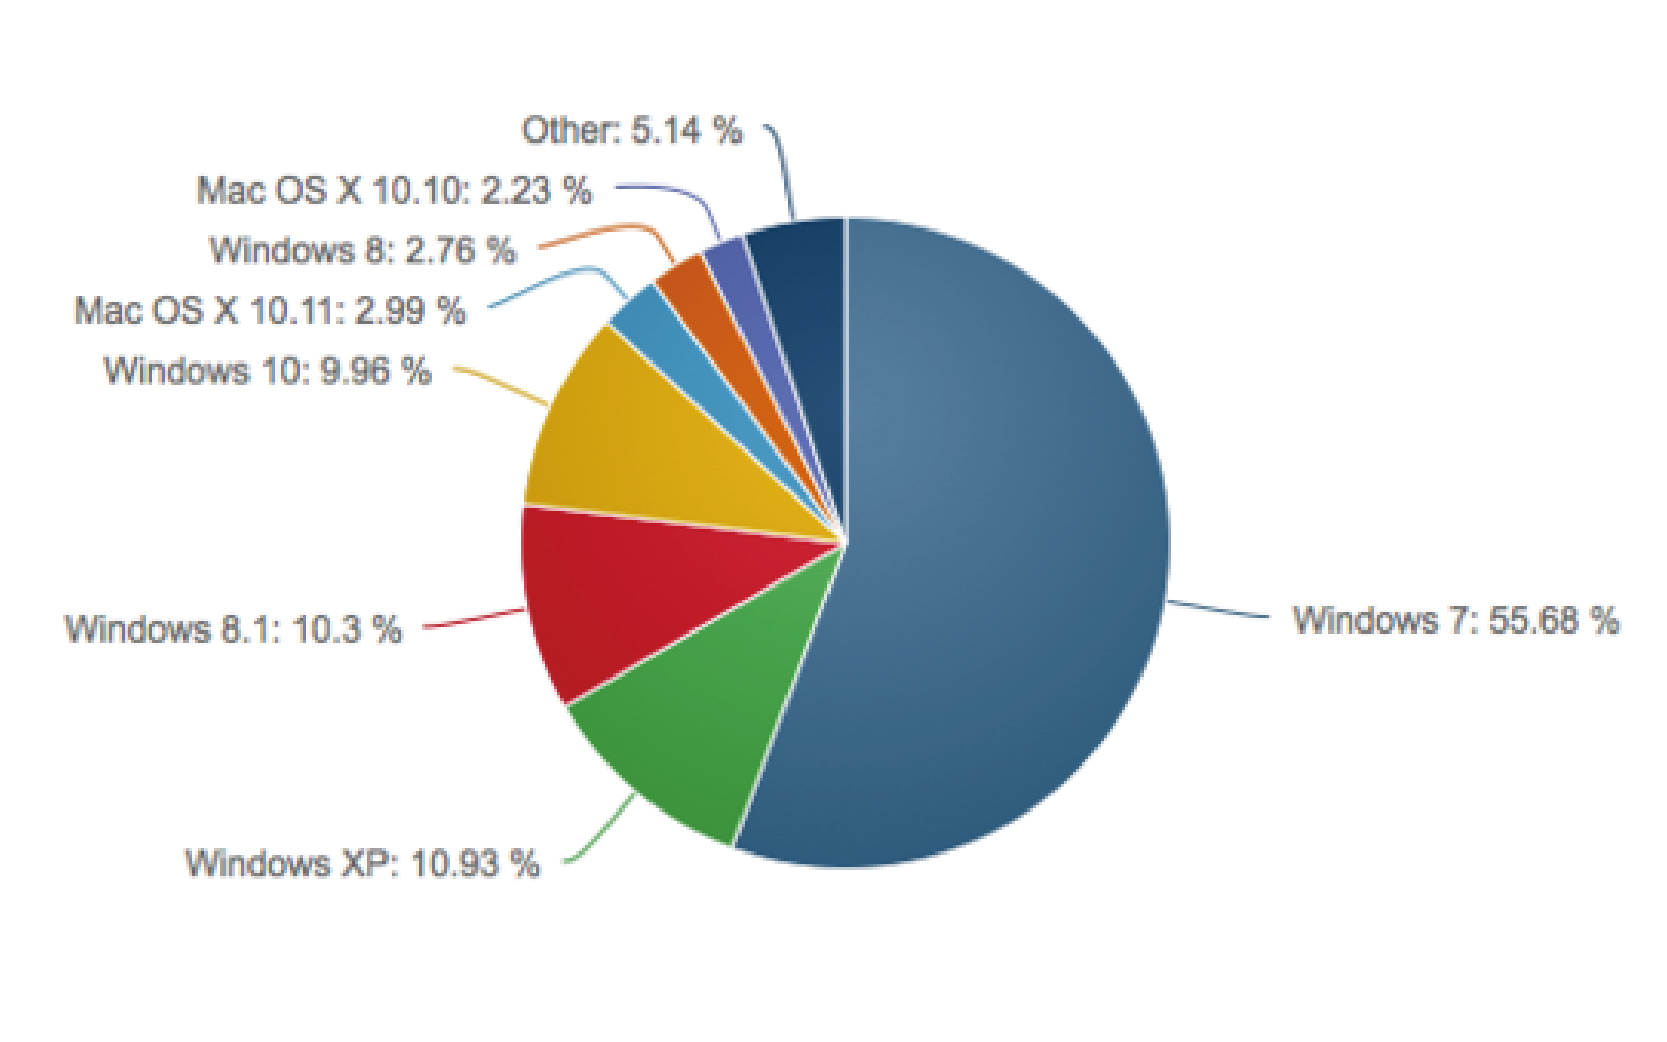 Other: 5.14 %
Mac OS X 10.10: 2.23 %
Windows 8: 2.76 %
Mac OS X 10.11: 2.99 %
Windows 10: 9.96 %
Windows 7: 55.68 %
Windows 8.1: 10.3 %
Windows XP: 10.93 %